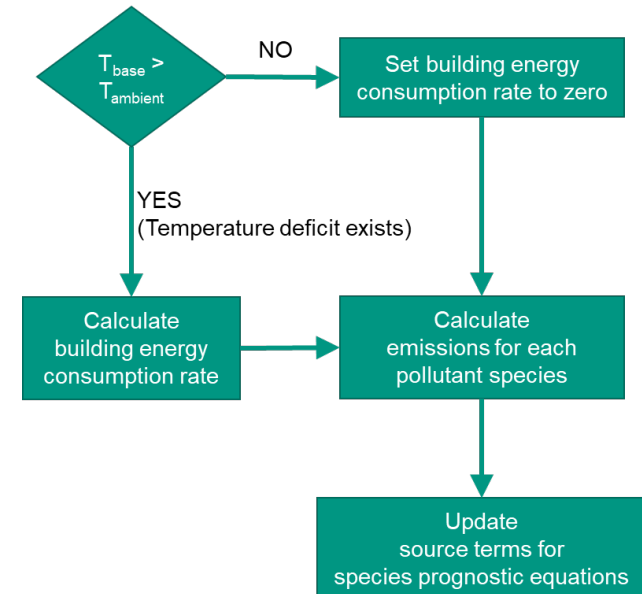 T_base >
T_ambient
NO
Set building energy
consumption rate to zero
YES
(Temperature deficit exists)
Calculate
building energy
consumption rate
Calculate
emissions for each
pollutant species
Update
source terms for
species prognostic equations